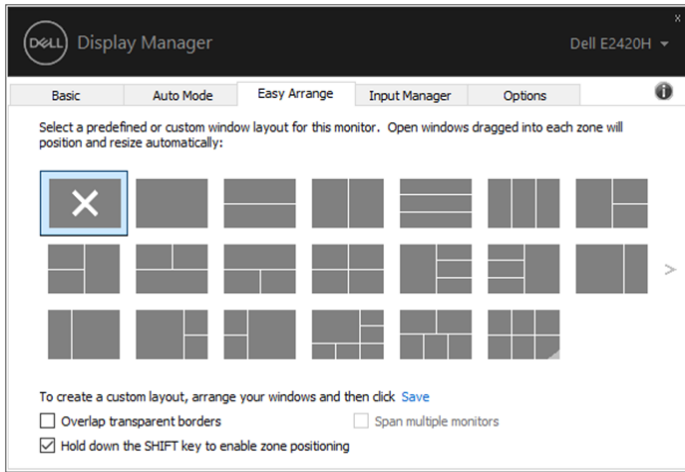 x
DELL Display Manager
Dell E2420H
Basic
Auto Mode
Easy Arrange
Input Manager
Options
i
Select a predefined or custom window layout for this monitor. Open windows dragged into each zone will
position and resize automatically:
>
To create a custom layout, arrange your windows and then click Save
Overlap transparent borders
Span multiple monitors
Hold down the SHIFT key to enable zone positioning